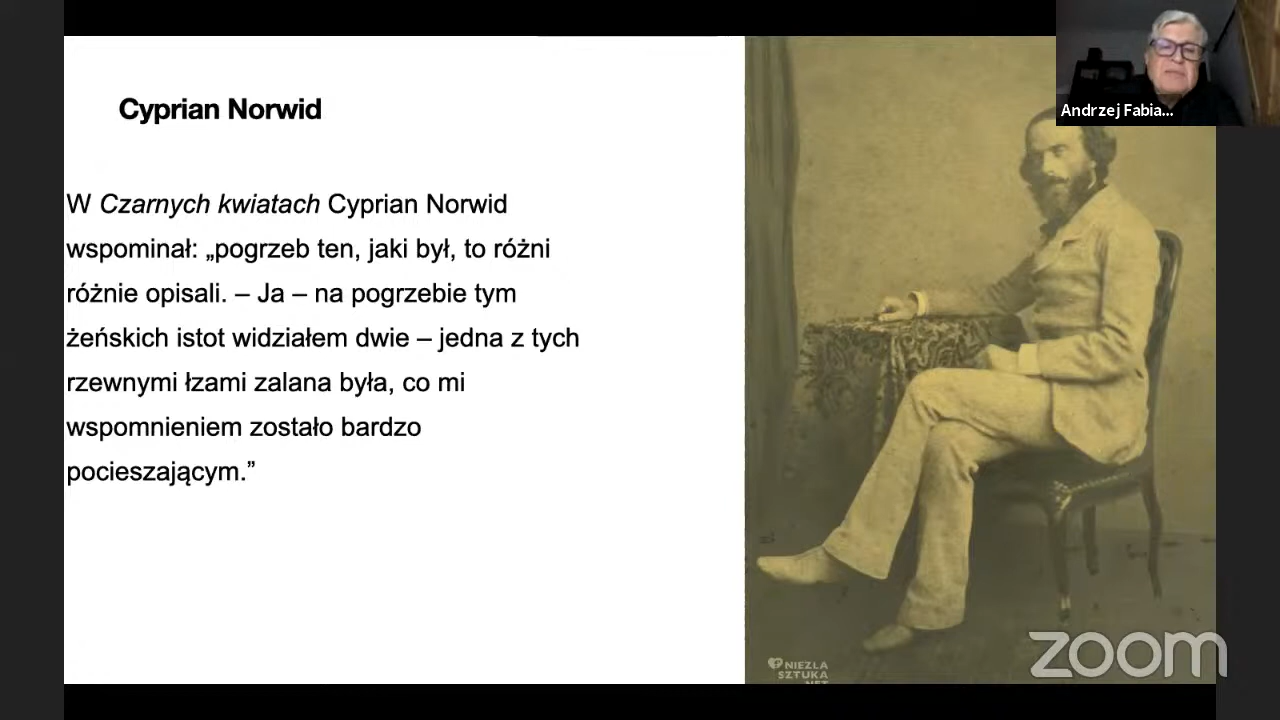 Cyprian Norwid
W Czarnych kwiatach Cyprian Norwid
wspominał: „pogrzeb ten, jaki był, to różni
różnie opisali. – Ja – na pogrzebie tym
żeńskich istot widziałem dwie – jedna z tych
rzewnymi łzami zalana była, co mi
wspomnieniem zostało bardzo
pocieszającym.”
Andrzej Fabia...
NIEZŁA
SZTUKA
NET
zoom